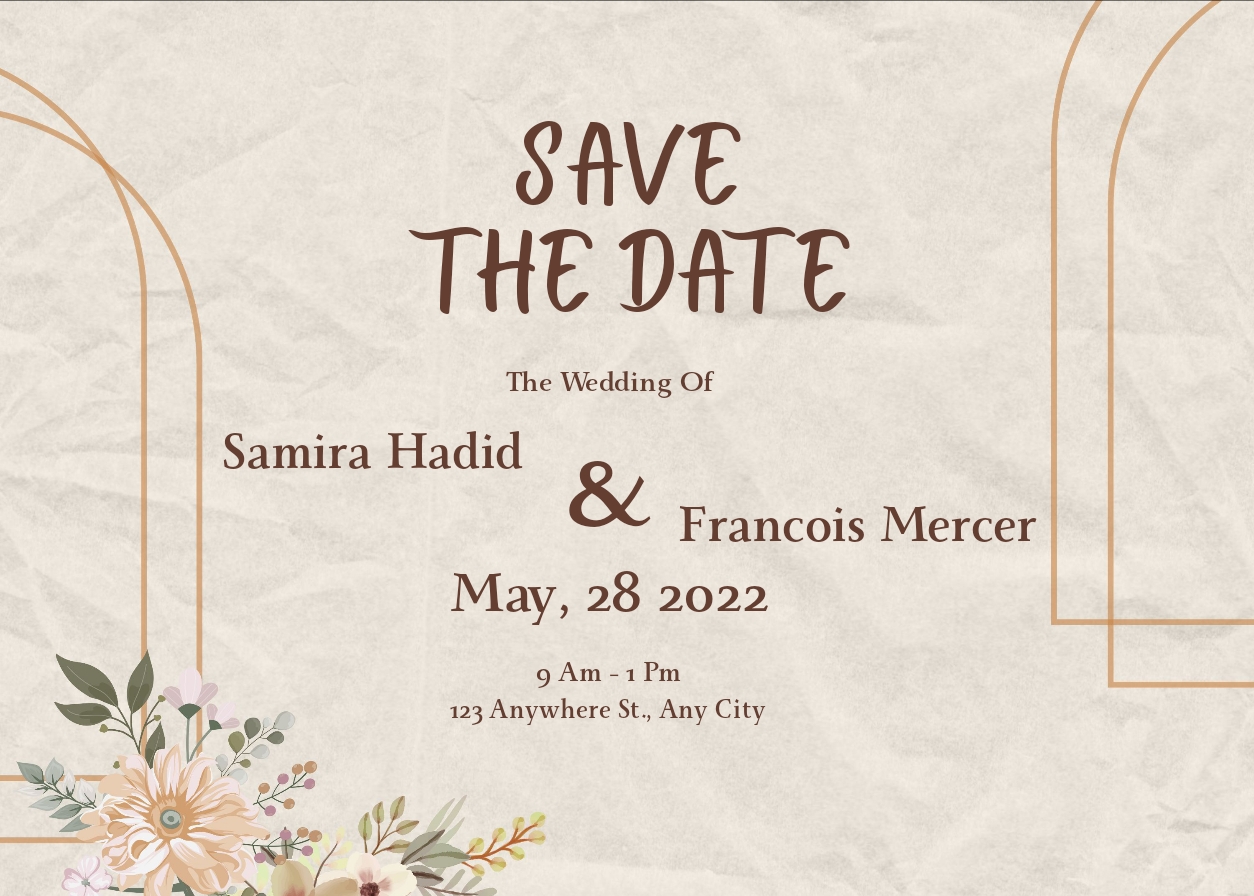 SAVE
THE DATE
The Wedding Of
Samira Hadid
&
Francois Mercer
May, 28 2022
9 Am - 1 Pm
123 Anywhere St., Any City